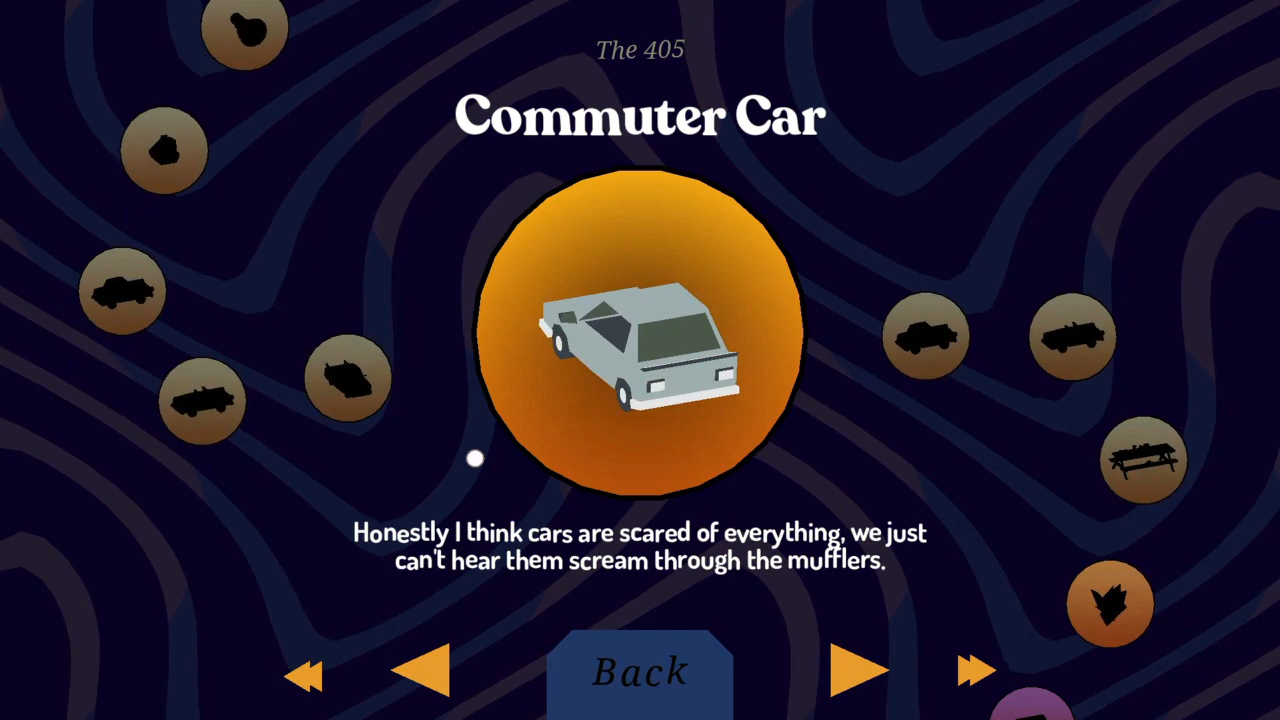 The 405
Commuter Car
Honestly I think cars are scared of everything, we just
can't hear them scream through the mufflers.
Back